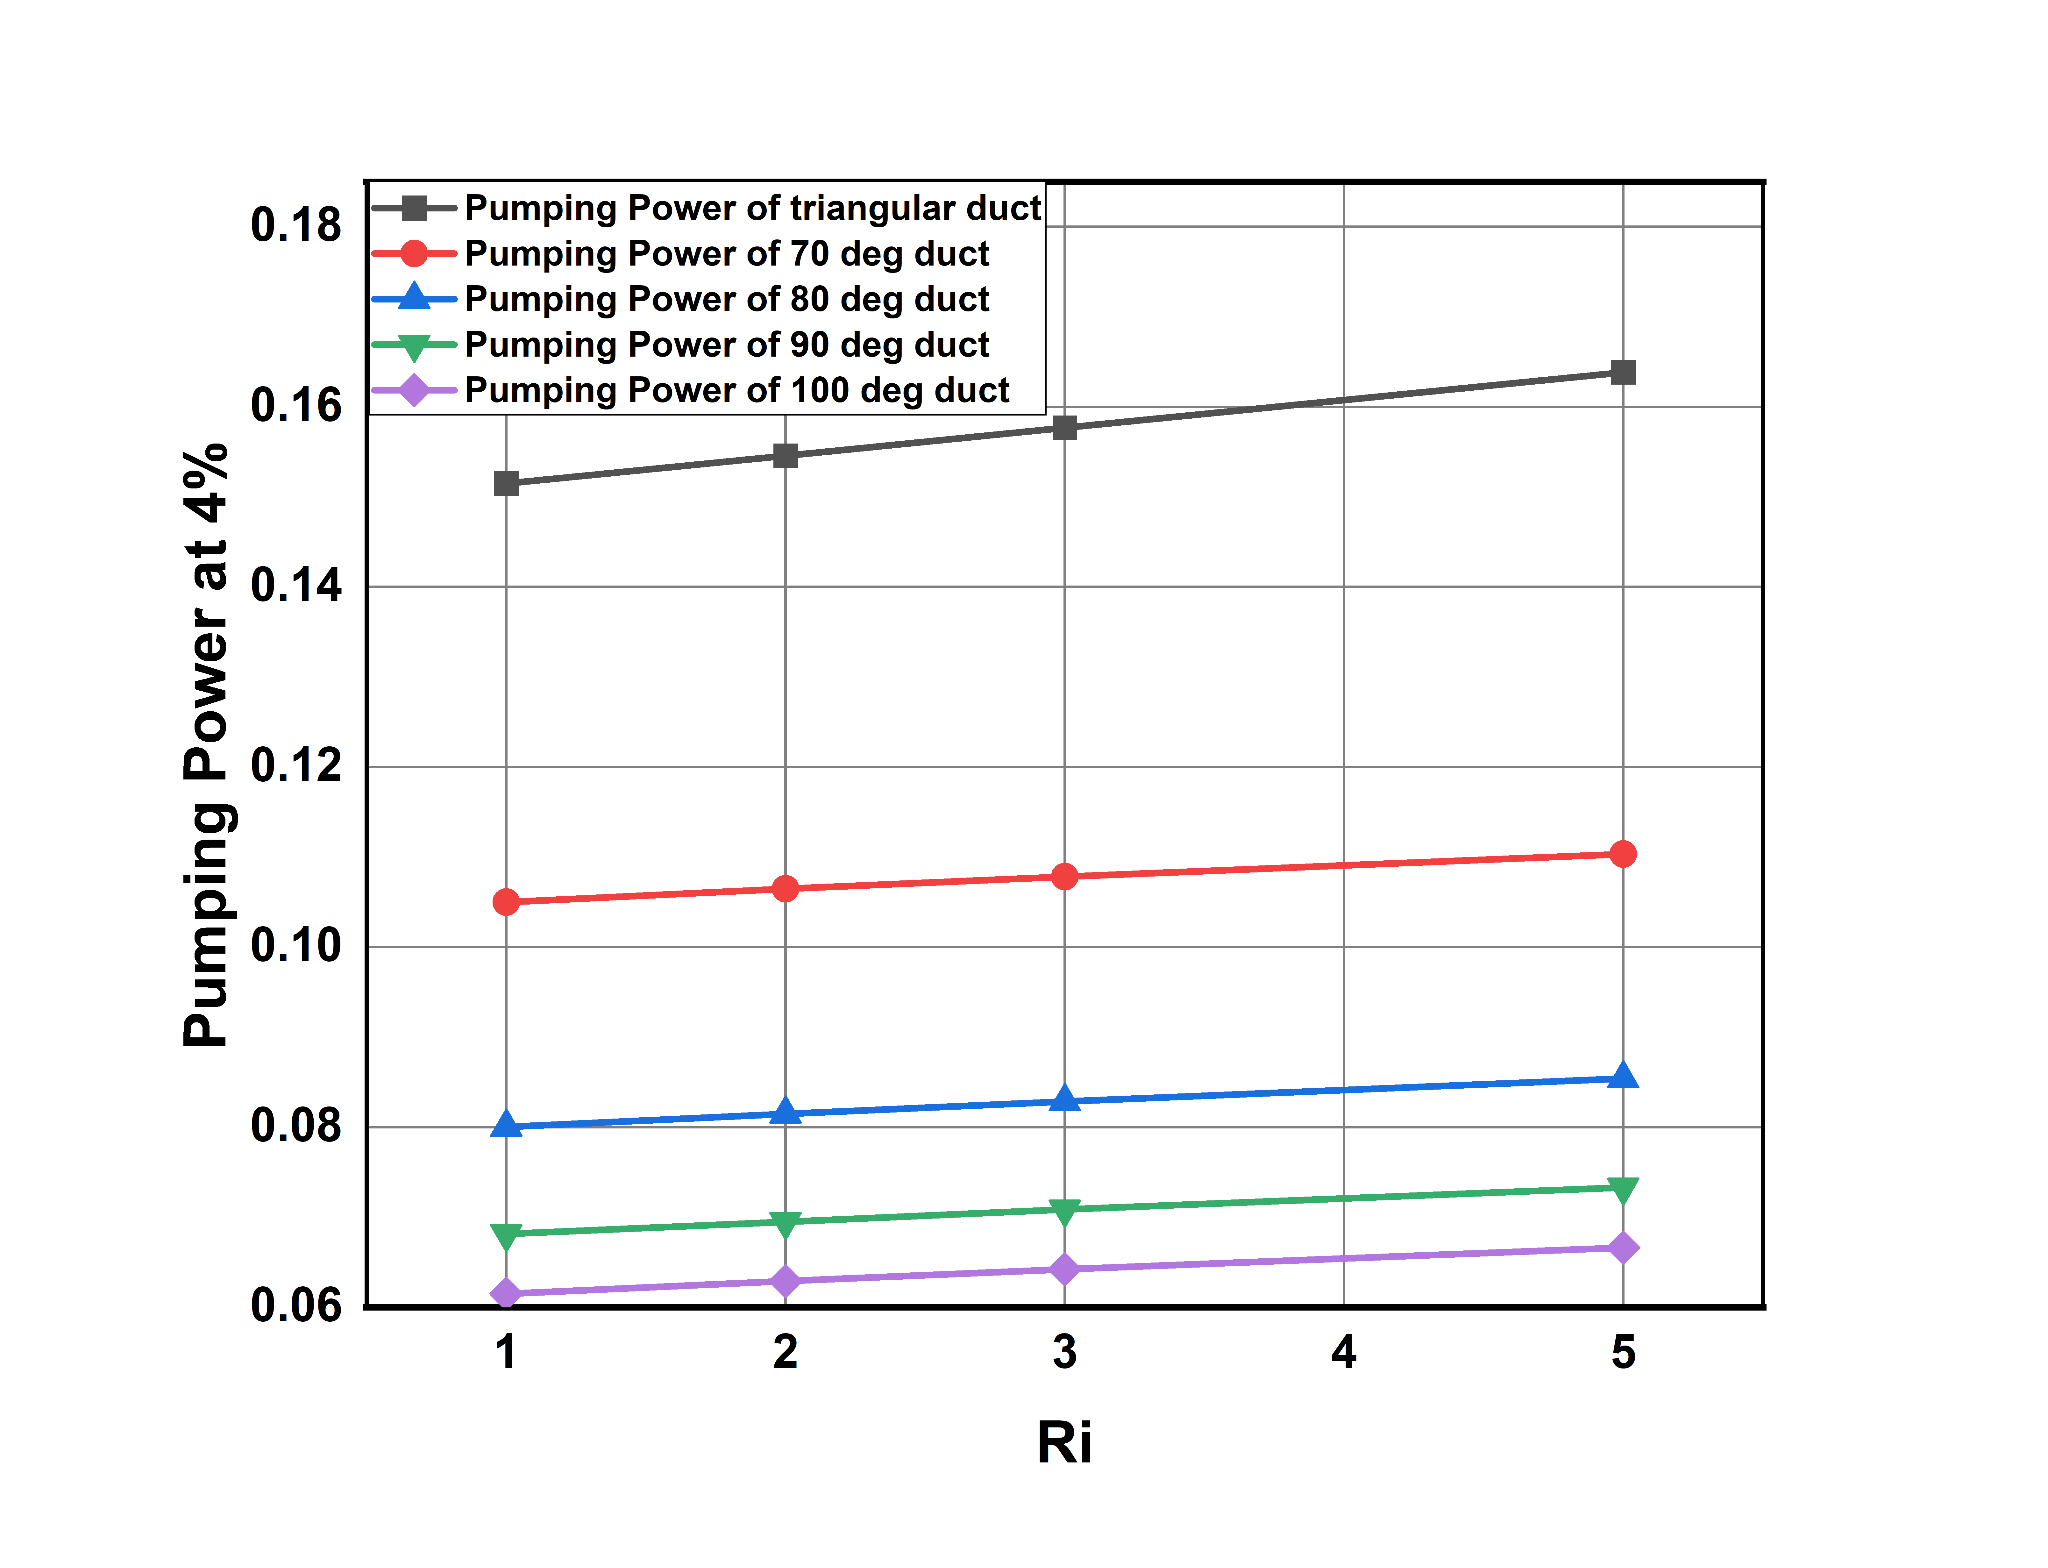 Pumping Power of triangular duct
Pumping Power of 70 deg duct
Pumping Power of 80 deg duct
Pumping Power of 90 deg duct
Pumping Power of 100 deg duct
0.18
0.16
0.14
0.12
0.10
0.08
0.06
Pumping Power at 4%
1 2 3 4 5
Ri